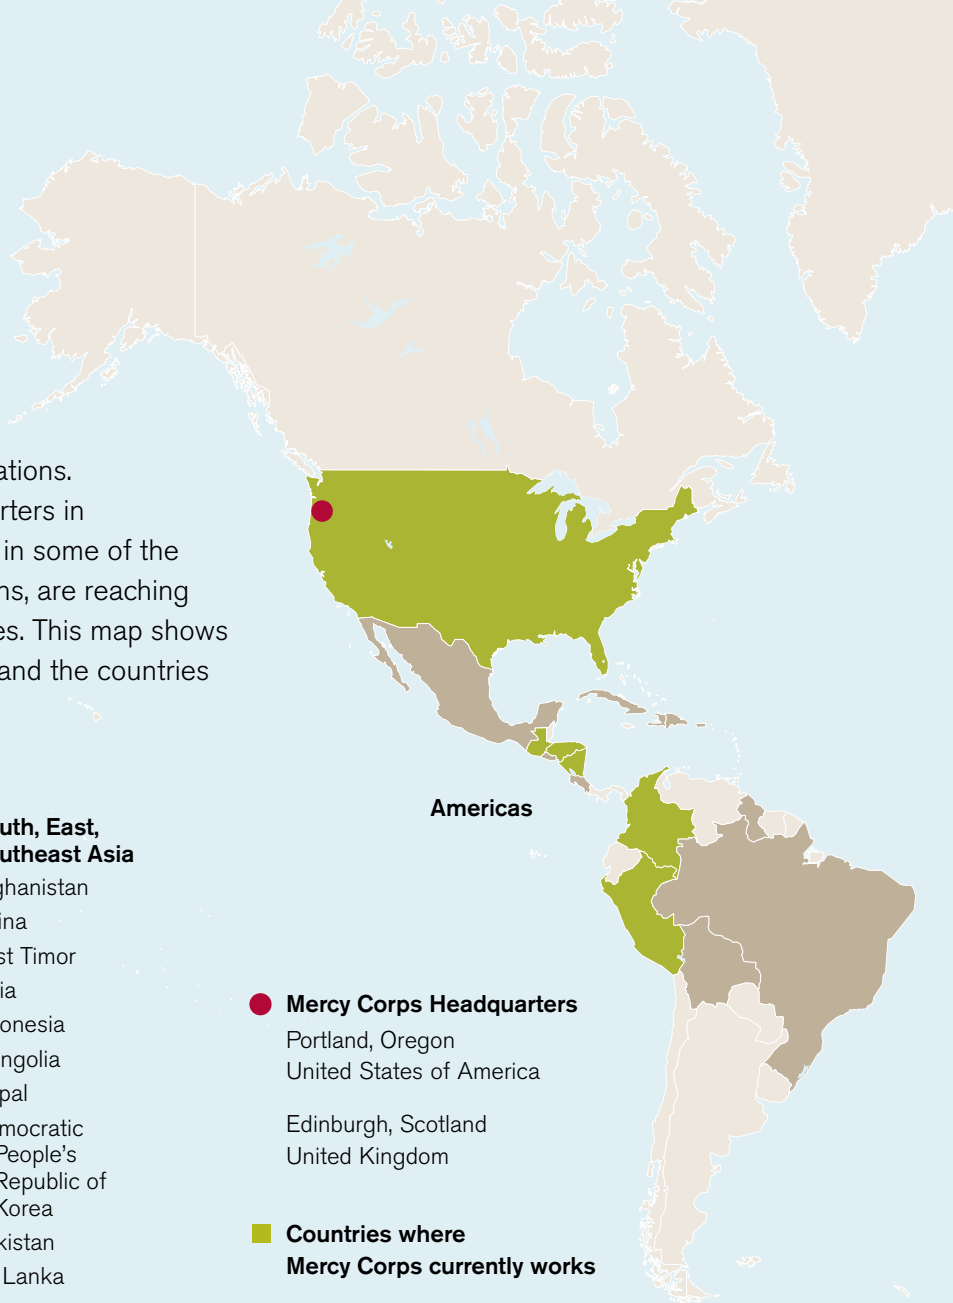 ations.
rters in
in some of the
ns, are reaching
es. This map shows
and the countries
Americas
uth, East,
utheast Asia
ghanistan
ina
st Timor
ia
onesia
ngolia
pal
mocratic
People's
Republic of
Korea
kistan
Lanka
Mercy Corps Headquarters
Portland, Oregon
United States of America
Edinburgh, Scotland
United Kingdom
Countries where
Mercy Corps currently works